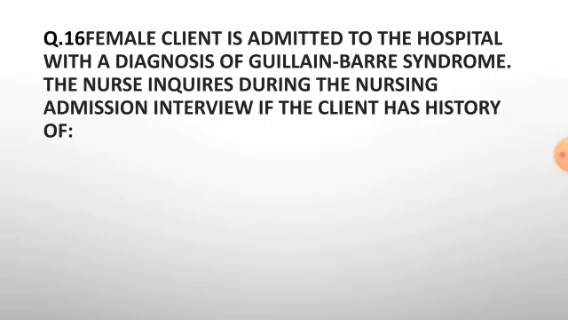 Q.16FEMALE CLIENT IS ADMITTED TO THE HOSPITAL
WITH A DIAGNOSIS OF GUILLAIN-BARRE SYNDROME.
THE NURSE INQUIRES DURING THE NURSING
ADMISSION INTERVIEW IF THE CLIENT HAS HISTORY
OF: